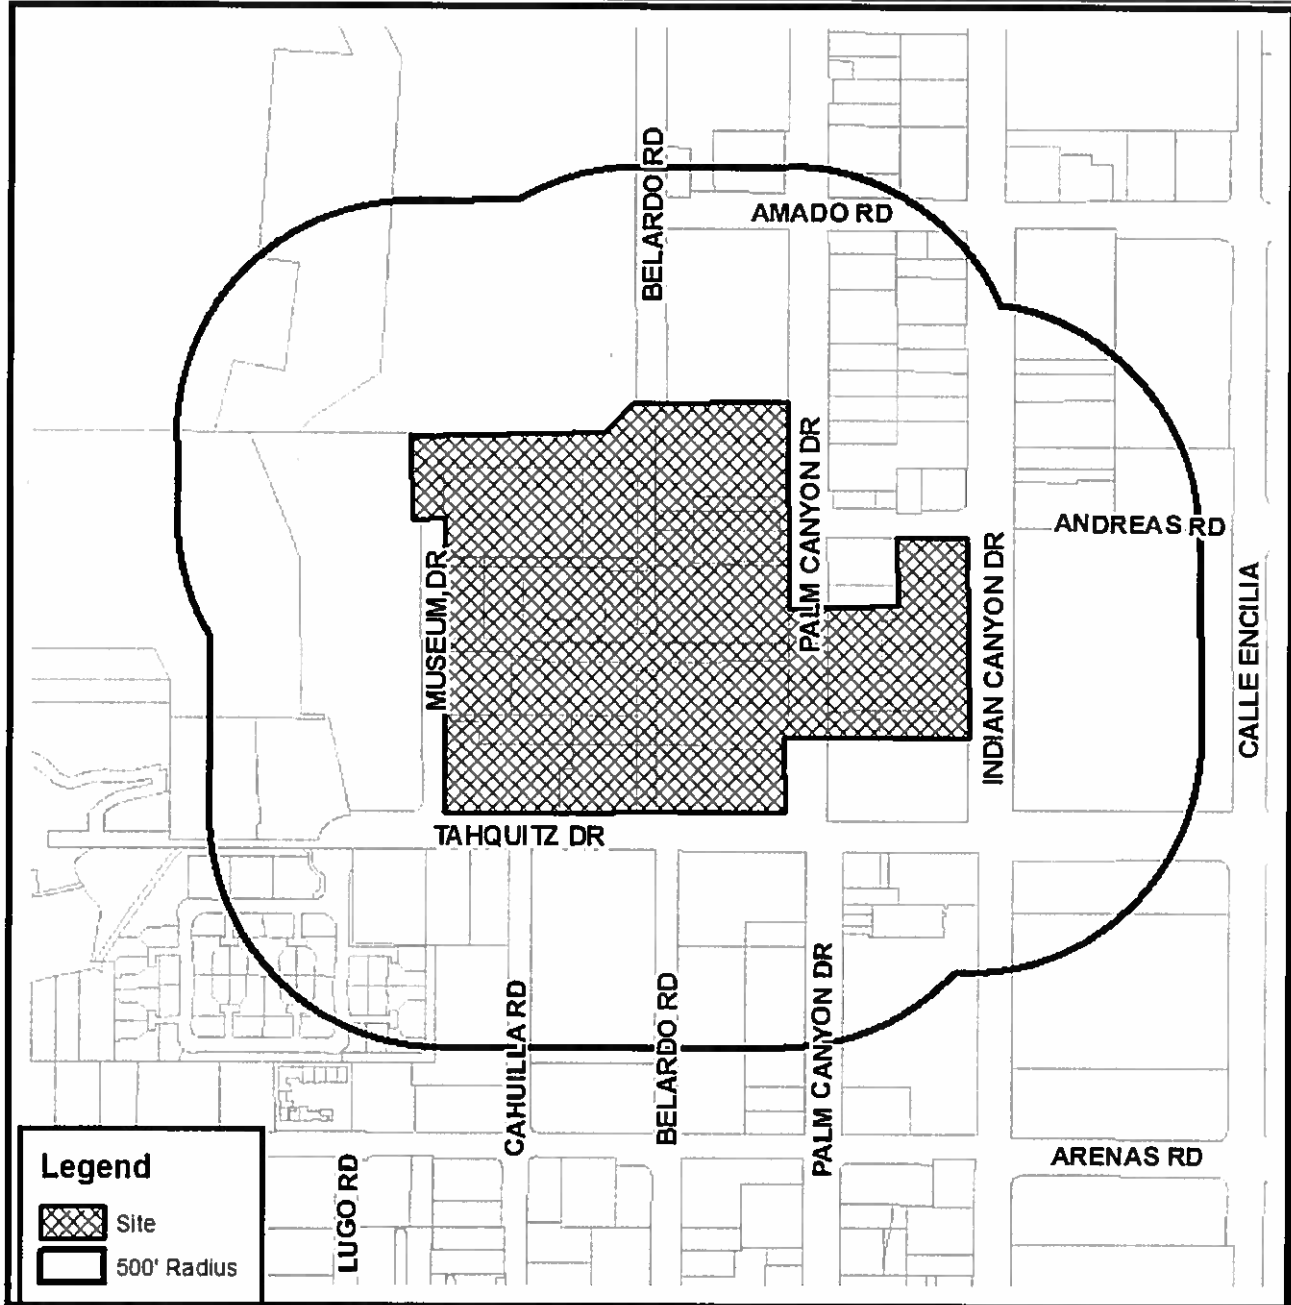 BELARDO RD
AMADO RD
PALM CANYON DR
ANDREAS RD
MUSEUM DR
INDIAN CANYON DR
CALLE ENCILIA
TAHQUITZ DR
CAHUILLA RD
BELARDO RD
PALM CANYON DR
ARENAS RD
LUGO RD
Legend
Site
500' Radius